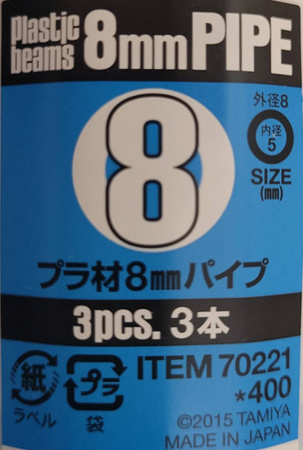 Plastic beams 8mm PIPE
8
外径8
内径
5
SIZE
(mm)
プラ材8mmパイプ
3pcs. 3本
紙
ラベル
プラ
袋
ITEM 70221
*400
©2015 TAMIYA
MADE IN JAPAN